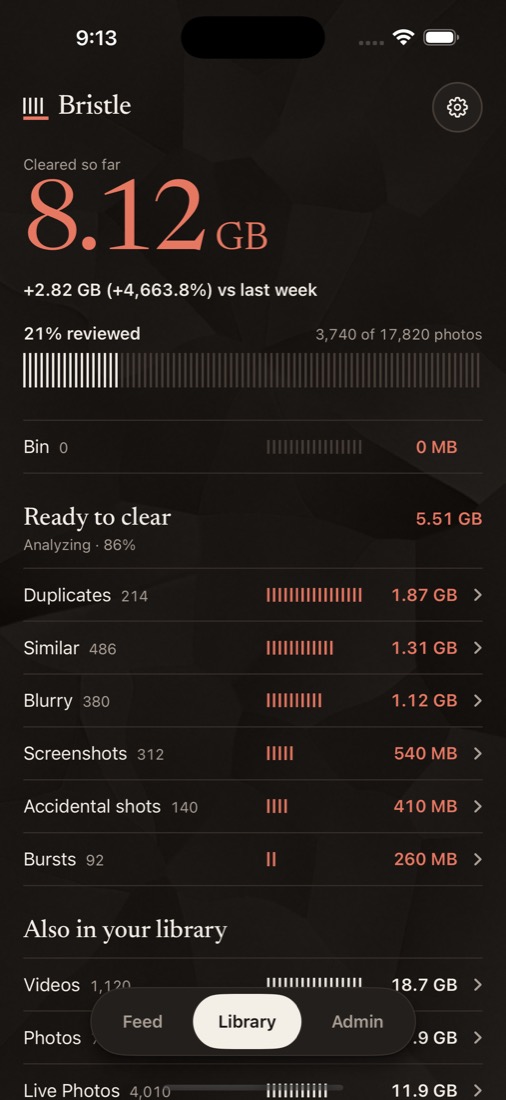 9:13
Bristle
Cleared so far
8.12 GB
+2.82 GB (+4,663.8%) vs last week
21% reviewed 3,740 of 17,820 photos
Bin 0 0 MB
Ready to clear 5.51 GB
Analyzing · 86%
Duplicates 214 1.87 GB
Similar 486 1.31 GB
Blurry 380 1.12 GB
Screenshots 312 540 MB
Accidental shots 140 410 MB
Bursts 92 260 MB
Also in your library
Videos 1,120 18.7 GB
Feed Library Admin
Photos .9 GB
Live Photos 4,010 11.9 GB